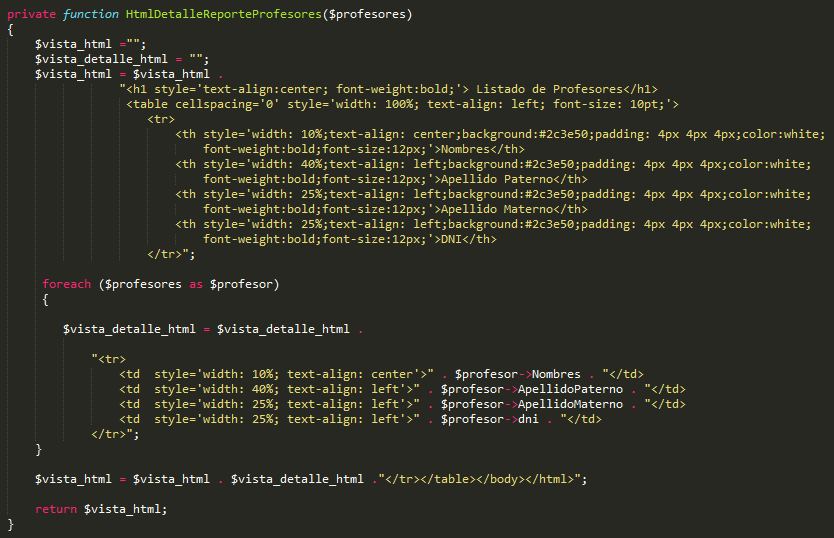 private function HtmlDetalleReporteProfesores($profesores)
{
    $vista_html ="";
    $vista_detalle_html = "";
    $vista_html = $vista_html .
                "<h1 style='text-align:center; font-weight:bold;'> Listado de Profesores</h1>
                 <table cellspacing='0' style='width: 100%; text-align: left; font-size: 10pt;'>
                    <tr>
                        <th style='width: 10%;text-align: center;background:#2c3e50;padding: 4px 4px 4px;color:white;
                            font-weight:bold;font-size:12px;'>Nombres</th>
                        <th style='width: 40%;text-align: left;background:#2c3e50;padding: 4px 4px 4px;color:white;
                            font-weight:bold;font-size:12px;'>Apellido Paterno</th>
                        <th style='width: 25%;text-align: left;background:#2c3e50;padding: 4px 4px 4px;color:white;
                            font-weight:bold;font-size:12px;'>Apellido Materno</th>
                        <th style='width: 25%;text-align: left;background:#2c3e50;padding: 4px 4px 4px;color:white;
                            font-weight:bold;font-size:12px;'>DNI</th>
                    </tr>";
     foreach ($profesores as $profesor)
     {
        $vista_detalle_html = $vista_detalle_html .
            "<tr>
                <td  style='width: 10%; text-align: center'>" . $profesor->Nombres . "</td>
                <td  style='width: 40%; text-align: left'>" . $profesor->ApellidoPaterno . "</td>
                <td  style='width: 25%; text-align: left'>" . $profesor->ApellidoMaterno . "</td>
                <td  style='width: 25%; text-align: left'>" . $profesor->dni . "</td>
            </tr>";
    }
    $vista_html = $vista_html . $vista_detalle_html ."</tr></table></body></html>";
    return $vista_html;
}